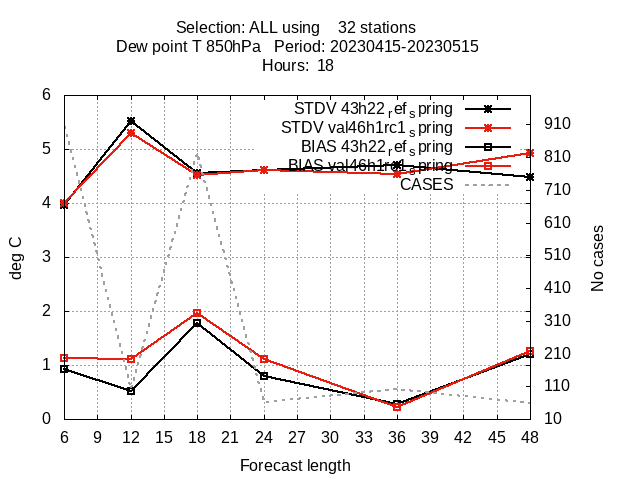 Selection: ALL using 32 stations
Dew point T 850hPa Period: 20230415-20230515
Hours: 18
STDV 43h22_ref_spring
STDV val46h1rc1_spring
BIAS 43h22_ref_spring
BIAS val46h1rc1_spring
CASES
deg C
6
5
4
3
2
1
0
910
810
710
610
510
410
310
210
110
10
No cases
6 9 12 15 18 21 24 27 30 33 36 39 42 45 48
Forecast length